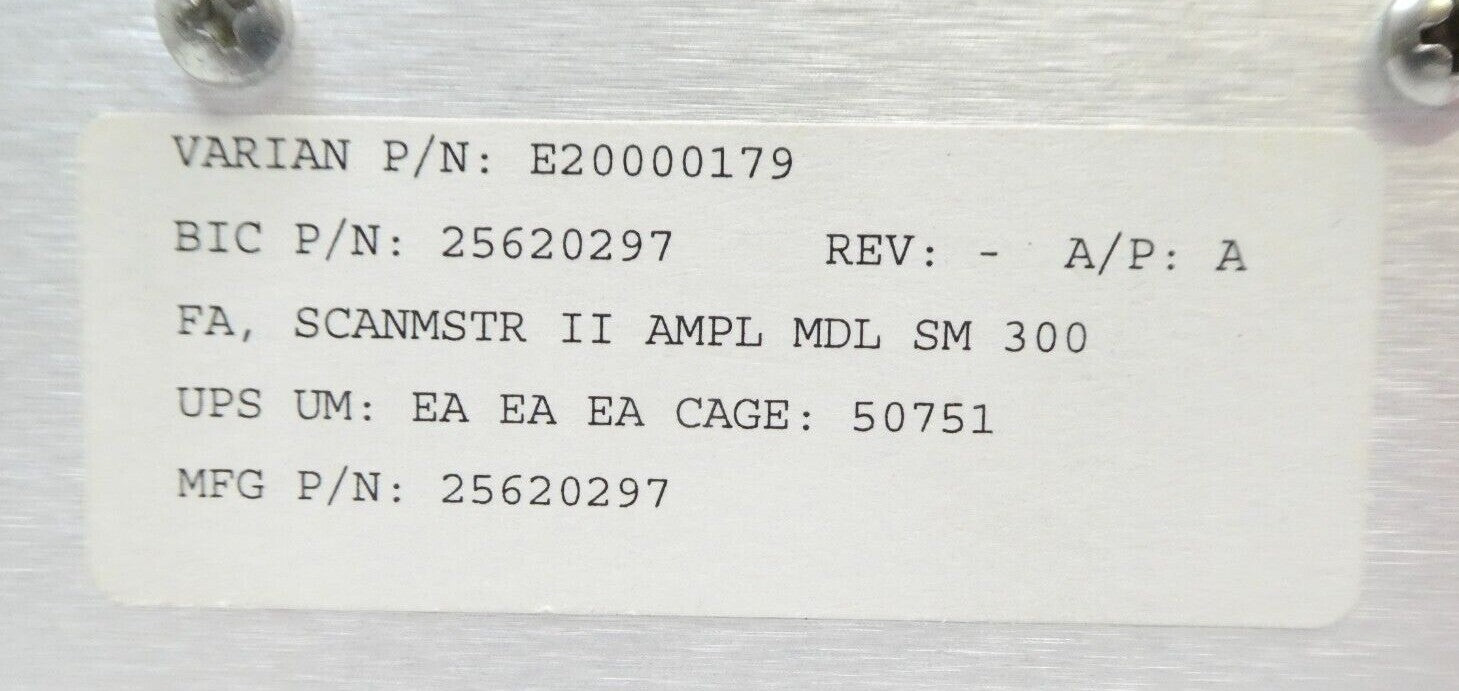 VARIAN P/N: E20000179
BIC P/N: 25620297 REV: - A/P: A
FA, SCANMSTR II AMPL MDL SM 300
UPS UM: EA EA EA CAGE: 50751
MFG P/N: 25620297